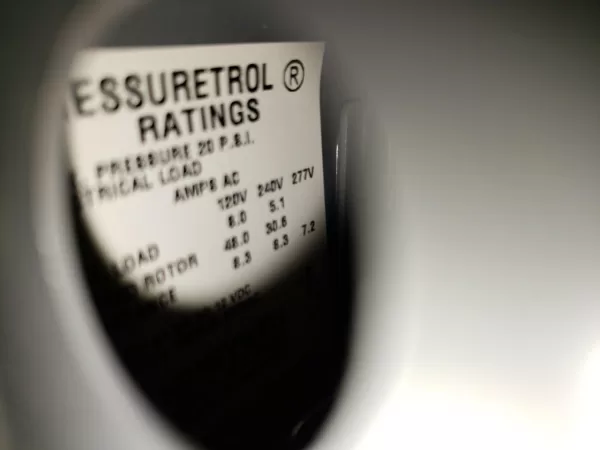 ESSURETROL ®
RATINGS
PRESSURE 20 P.S.I.
TRICAL LOAD
AMPS AC
120V 240V 277V
8.0 5.1
LOAD 48.0 30.6
ROTOR 8.3 8.3 7.2
CE
VDC